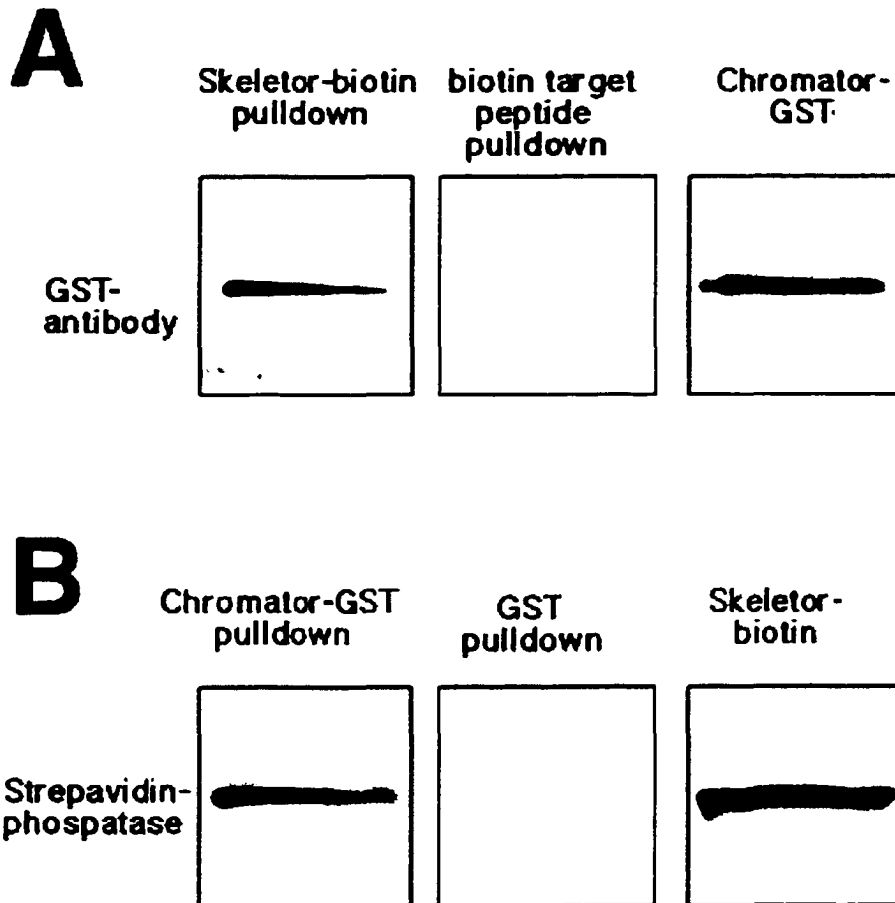 A
Skeletor-biotin
pulldown
biotin target
peptide
pulldown
Chromator-
GST
GST-
antibody
B
Chromator-GST
pulldown
GST
pulldown
Skeletor-
biotin
Strepavidin-
phospatase